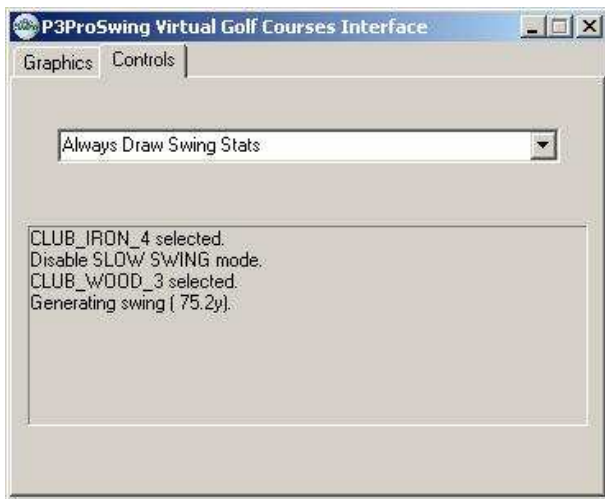 P3ProSwing Virtual Golf Courses Interface
Graphics Controls
Always Draw Swing Stats
CLUB_IRON_4 selected.
Disable SLOW SWING mode.
CLUB_WOOD_3 selected.
Generating swing ( 75.2y).